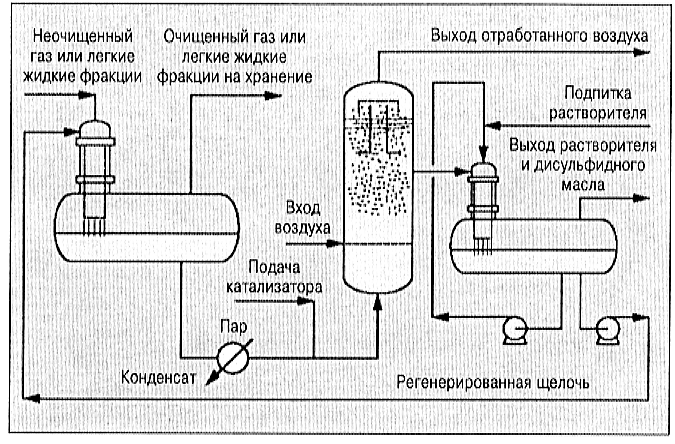 Неочищенный
газ или легкие
жидкие фракции
Очищенный газ или
легкие жидкие
фракции на хранение
Выход отработанного воздуха
Подпитка
растворителя
Выход растворителя
и дисульфидного
масла
Вход
воздуха
Подача
катализатора
Пар
Конденсат
Регенерированная щелочь